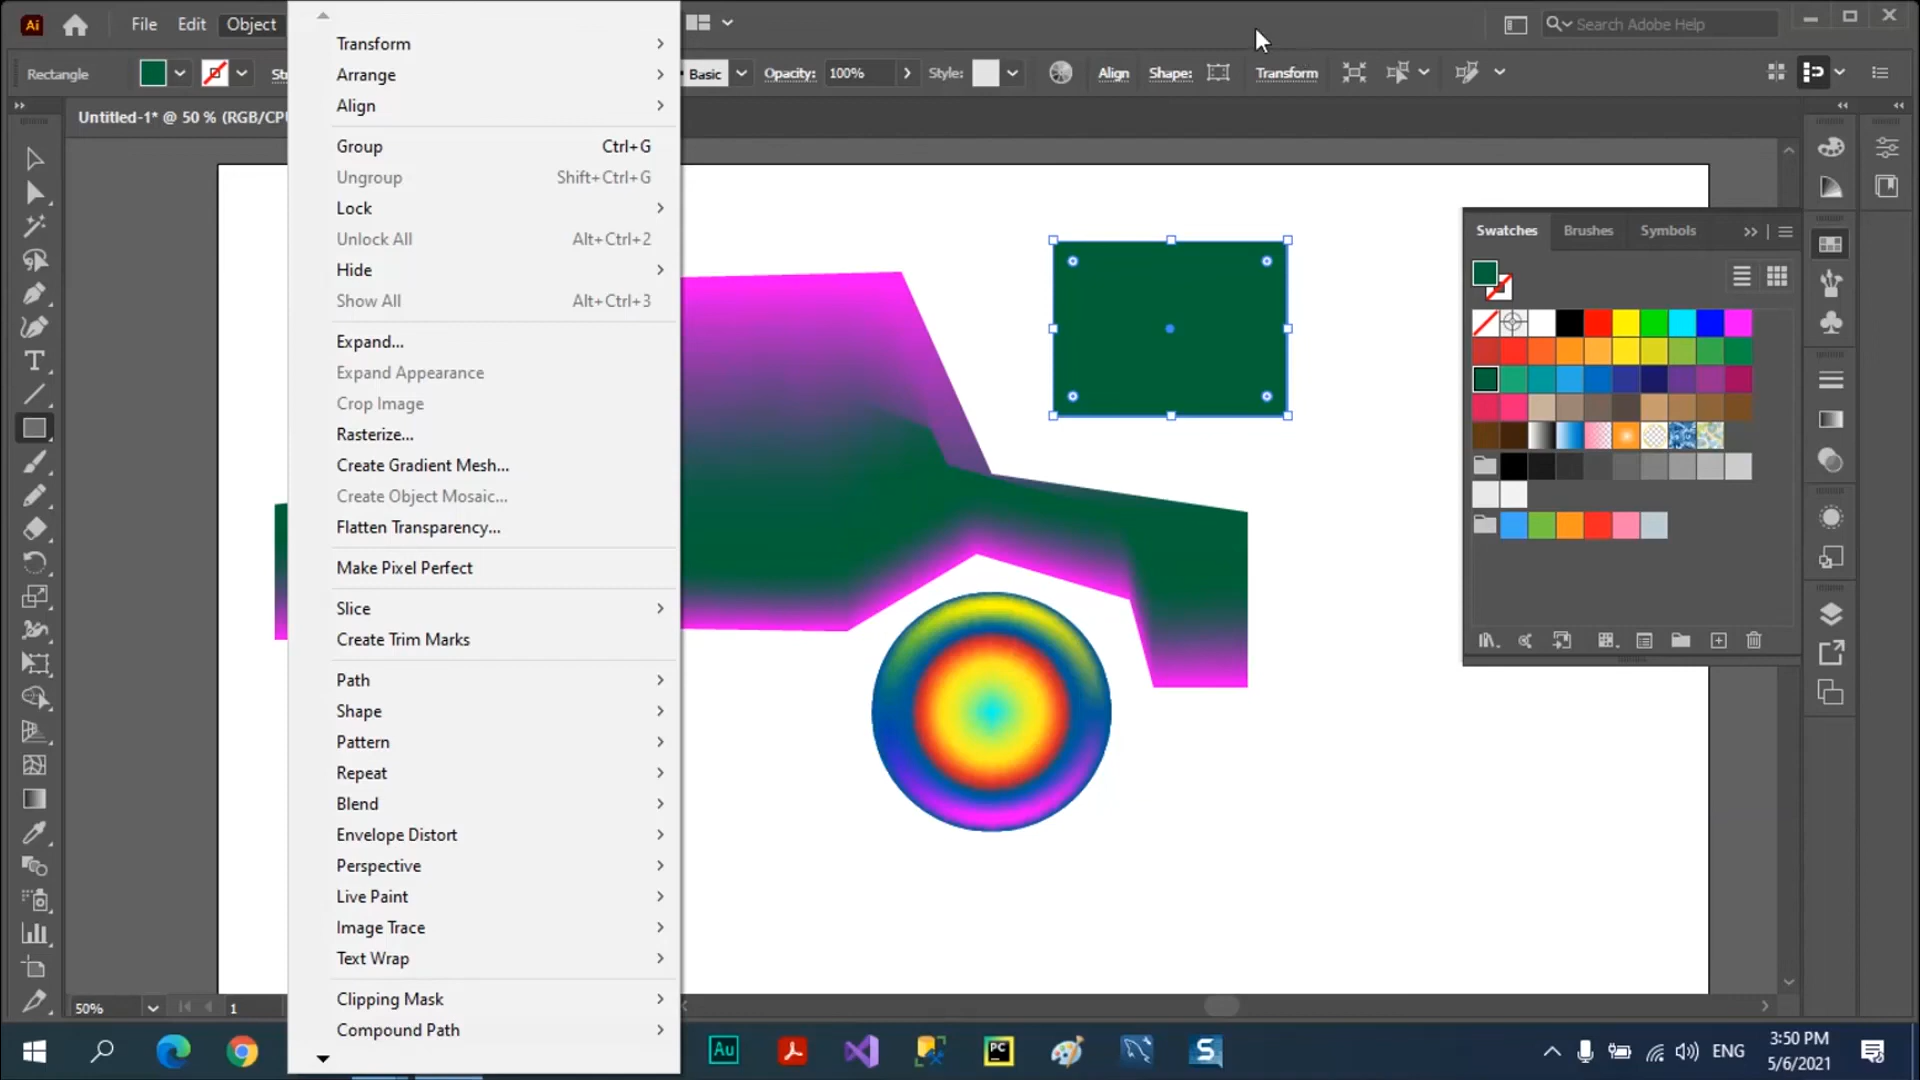 Ai
File Edit Object
Search Adobe Help
Rectangle
Basic
Opacity: 100%
Style:
Align
Shape:
Transform
Untitled-1* @ 50 % (RGB/CPU
Transform
Arrange
Align
Group Ctrl+G
Ungroup Shift+Ctrl+G
Lock
Unlock All Alt+Ctrl+2
Hide
Show All Alt+Ctrl+3
Expand...
Expand Appearance
Crop Image
Rasterize...
Create Gradient Mesh...
Create Object Mosaic...
Flatten Transparency...
Make Pixel Perfect
Slice
Create Trim Marks
Path
Shape
Pattern
Repeat
Blend
Envelope Distort
Perspective
Live Paint
Image Trace
Text Wrap
Clipping Mask
Compound Path
Swatches Brushes Symbols
50% 1
Au
PC
S
ENG
3:50 PM
5/6/2021